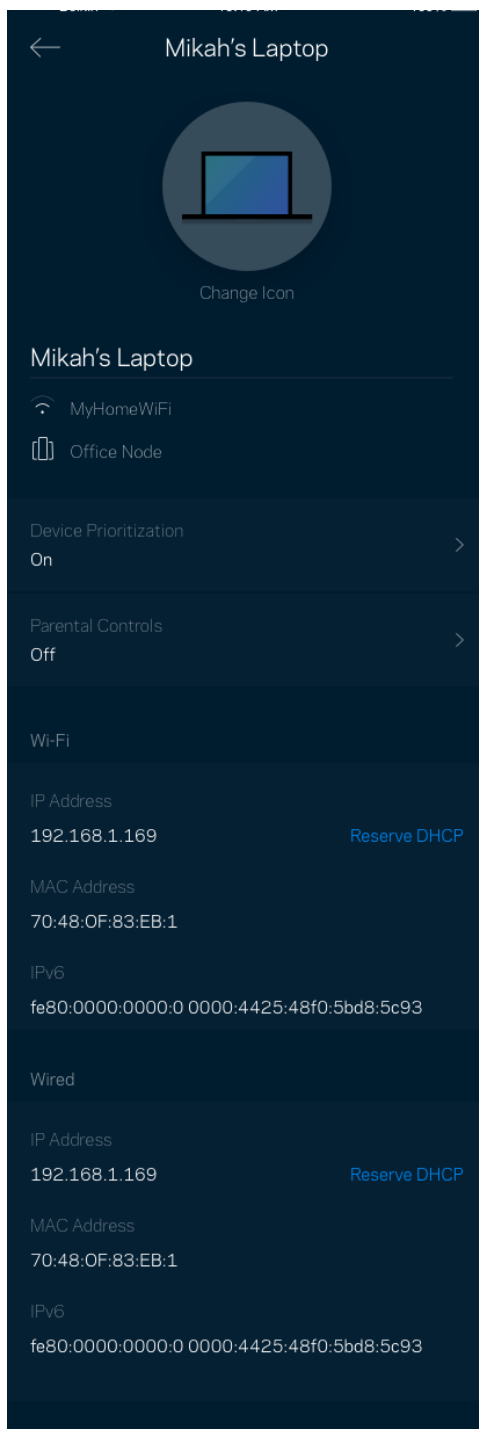 Mikah’s Laptop
Change Icon
Mikah’s Laptop
MyHomeWiFi
Office Node
Device Prioritization
On
Parental Controls
Off
Wi-Fi
IP Address
192.168.1.169 Reserve DHCP
MAC Address
70:48:0F:83:EB:1
IPv6
fe80:0000:0000:0 0000:4425:48f0:5bd8:5c93
Wired
IP Address
192.168.1.169 Reserve DHCP
MAC Address
70:48:0F:83:EB:1
IPv6
fe80:0000:0000:0 0000:4425:48f0:5bd8:5c93